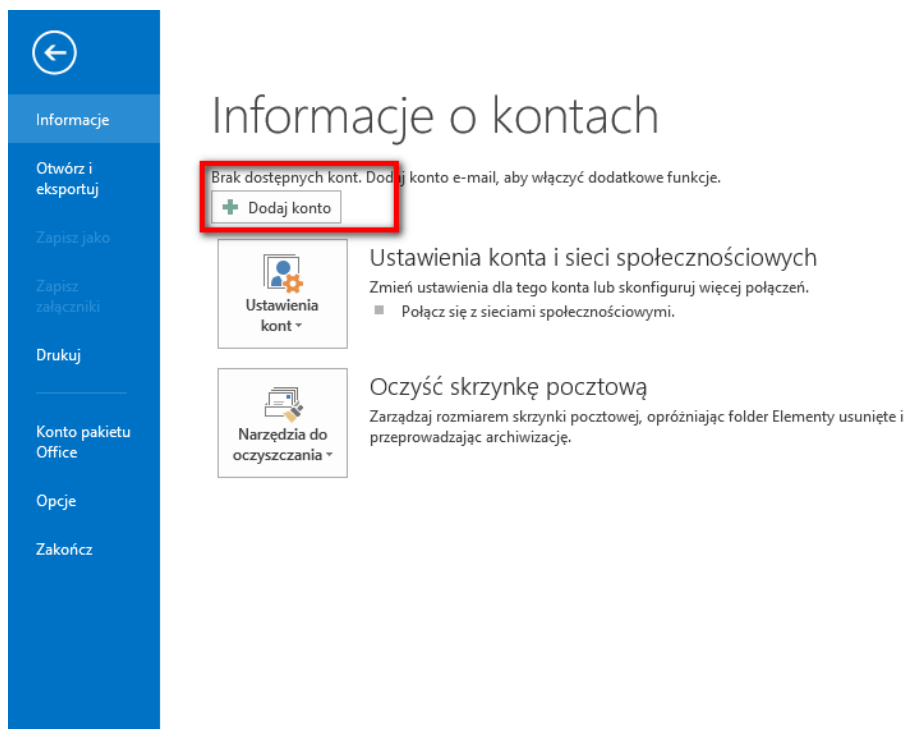 Informacje
Otwórz i
eksportuj
Zapisz jako
Zapisz
załączniki
Drukuj
Konto pakietu
Office
Opcje
Zakończ
Informacje o kontach
Brak dostępnych kont. Dodaj konto e-mail, aby włączyć dodatkowe funkcje.
Dodaj konto
Ustawienia
kont
Ustawienia konta i sieci społecznościowych
Zmień ustawienia dla tego konta lub skonfiguruj więcej połączeń.
Połącz się z sieciami społecznościowymi.
Narzędzia do
oczyszczania
Oczyść skrzynkę pocztową
Zarządzaj rozmiarem skrzynki pocztowej, opróżniając folder Elementy usunięte i
przeprowadzając archiwizację.